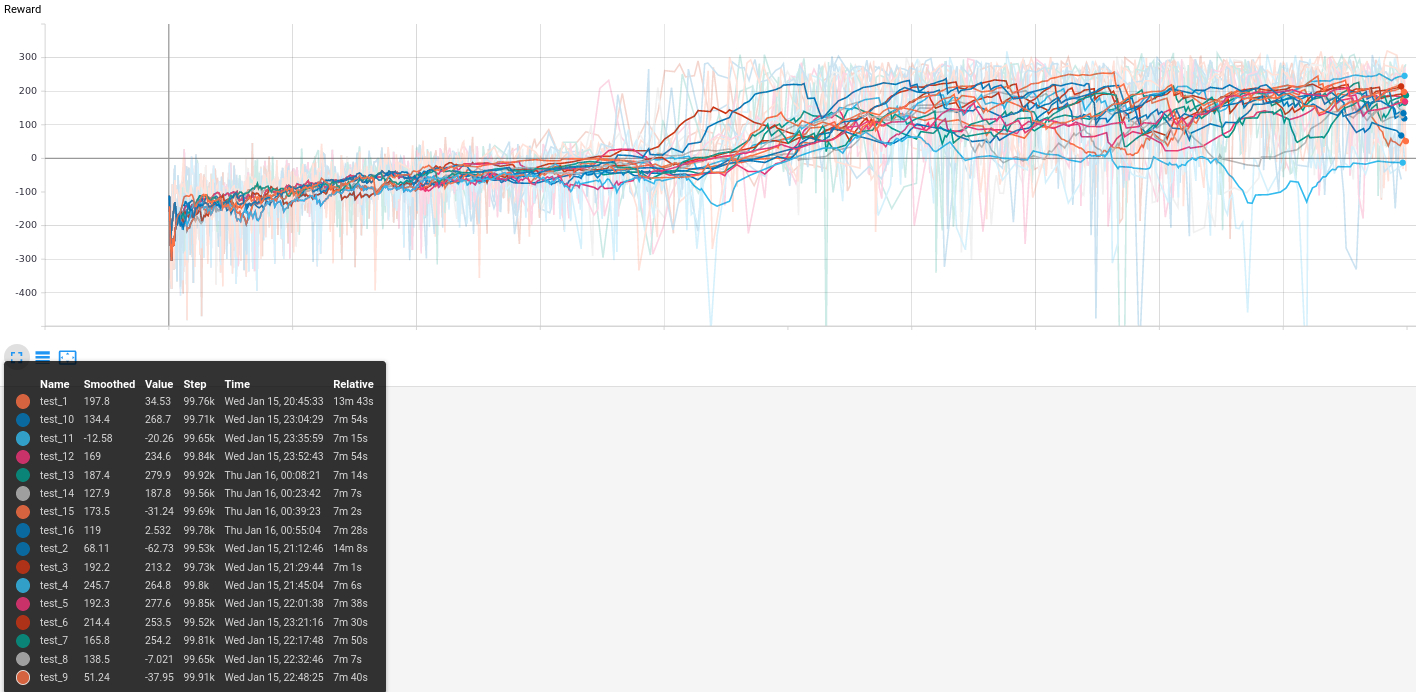 Reward
300
200
100
0
-100
-200
-300
-400
Name Smoothed Value Step Time Relative
test_1 197.8 34.53 99.76k Wed Jan 15, 20:45:33 13m 43s
test_10 134.4 268.7 99.71k Wed Jan 15, 23:04:29 7m 54s
test_11 -12.58 -20.26 99.65k Wed Jan 15, 23:35:59 7m 15s
test_12 169 234.6 99.84k Wed Jan 15, 23:52:43 7m 54s
test_13 187.4 279.9 99.92k Thu Jan 16, 00:08:21 7m 14s
test_14 127.9 187.8 99.56k Thu Jan 16, 00:23:42 7m 7s
test_15 173.5 -31.24 99.69k Thu Jan 16, 00:39:23 7m 2s
test_16 119 2.532 99.78k Thu Jan 16, 00:55:04 7m 28s
test_2 68.11 -62.73 99.53k Wed Jan 15, 21:12:46 14m 8s
test_3 192.2 213.2 99.73k Wed Jan 15, 21:29:44 7m 1s
test_4 245.7 264.8 99.8k Wed Jan 15, 21:45:04 7m 6s
test_5 192.3 277.6 99.85k Wed Jan 15, 22:01:38 7m 38s
test_6 214.4 253.5 99.52k Wed Jan 15, 23:21:16 7m 30s
test_7 165.8 254.2 99.81k Wed Jan 15, 22:17:48 7m 50s
test_8 138.5 -7.021 99.65k Wed Jan 15, 22:32:46 7m 7s
test_9 51.24 -37.95 99.91k Wed Jan 15, 22:48:25 7m 40s